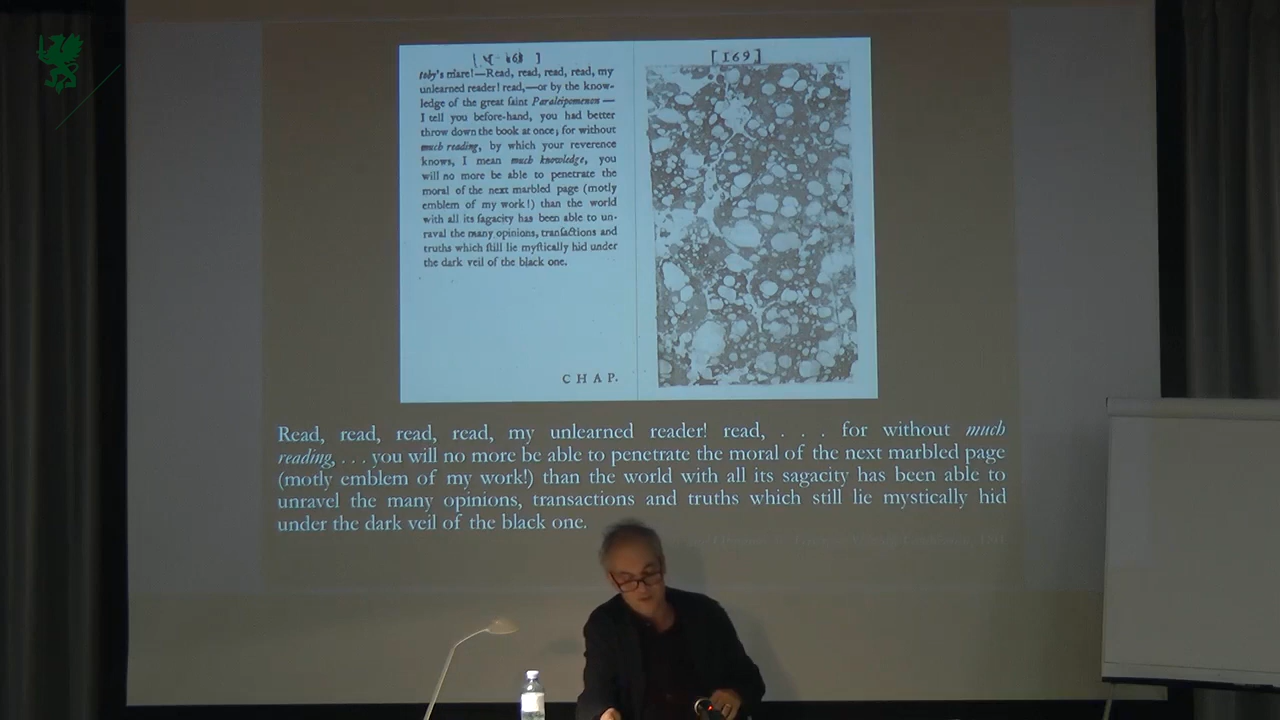 [169]
toby's mare!—Read, read, read, read, my
unlearned reader! read,—or by the know-
ledge of the great ſaint Paraleipomenon—
I tell you before-hand, you had better
throw down the book at once; for without
much reading, by which your reverence
knows, I mean much knowledge, you
will no more be able to penetrate the
moral of the next marbled page (motly
emblem of my work!) than the world
with all its ſagacity has been able to un-
raval the many opinions, tranſactions and
truths which ſtill lie myſtically hid under
the dark veil of the black one.
CHAP.
Read, read, read, read, my unlearned reader! read, . . . for without much
reading, . . . you will no more be able to penetrate the moral of the next marbled page
(motly emblem of my work!) than the world with all its sagacity has been able to
unravel the many opinions, transactions and truths which still lie mystically hid
under the dark veil of the black one.